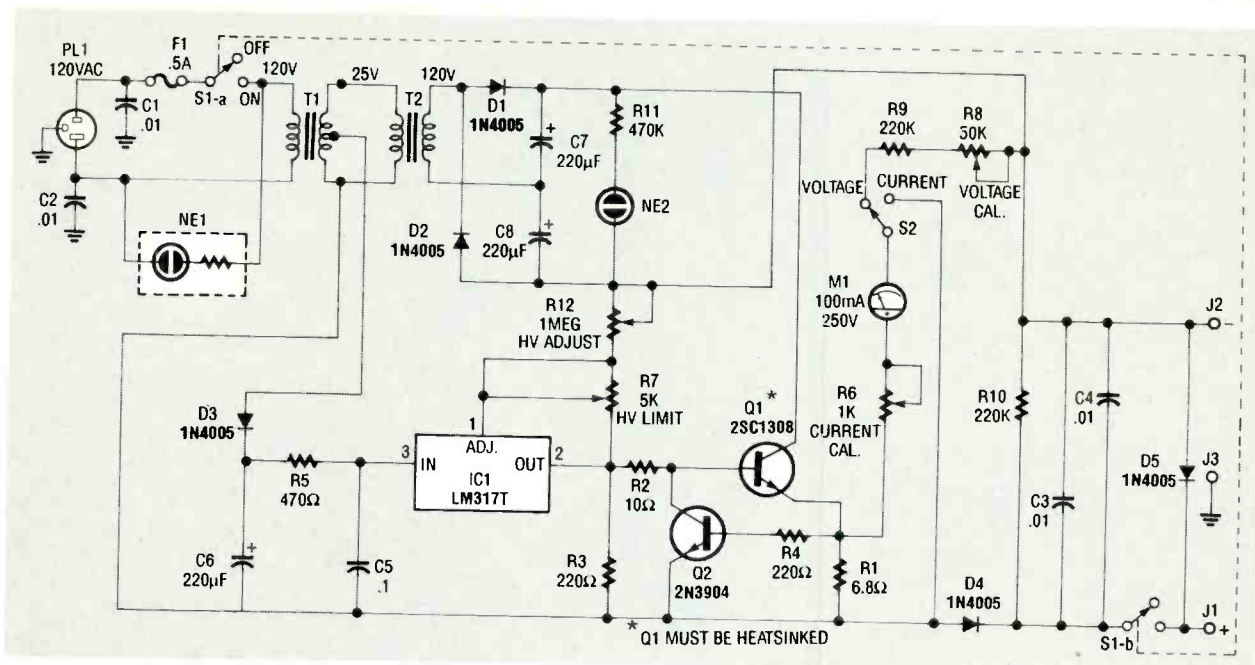 PL1
120VAC
F1
.5A
OFF
S1-a
ON
120V
C1
.01
C2
.01
NE1
T1
25V
T2
120V
D1
1N4005
C7
220µF
+
D2
1N4005
C8
220µF
+
R11
470K
NE2
R12
1MEG
HV ADJUST
R7
5K
HV LIMIT
R9
220K
R8
50K
VOLTAGE
CAL.
VOLTAGE
CURRENT
S2
M1
100mA
250V
R6
1K
CURRENT
CAL.
D3
1N4005
R5
470Ω
C6
220µF
+
C5
.1
3
IN
1
ADJ.
OUT
2
IC1
LM317T
R2
10Ω
R3
220Ω
Q1
*
2SC1308
Q2
2N3904
R4
220Ω
R1
6.8Ω
R10
220K
C3
.01
C4
.01
D4
1N4005
D5
1N4005
J2
-
J3
S1-b
J1
+
* Q1 MUST BE HEATSINKED